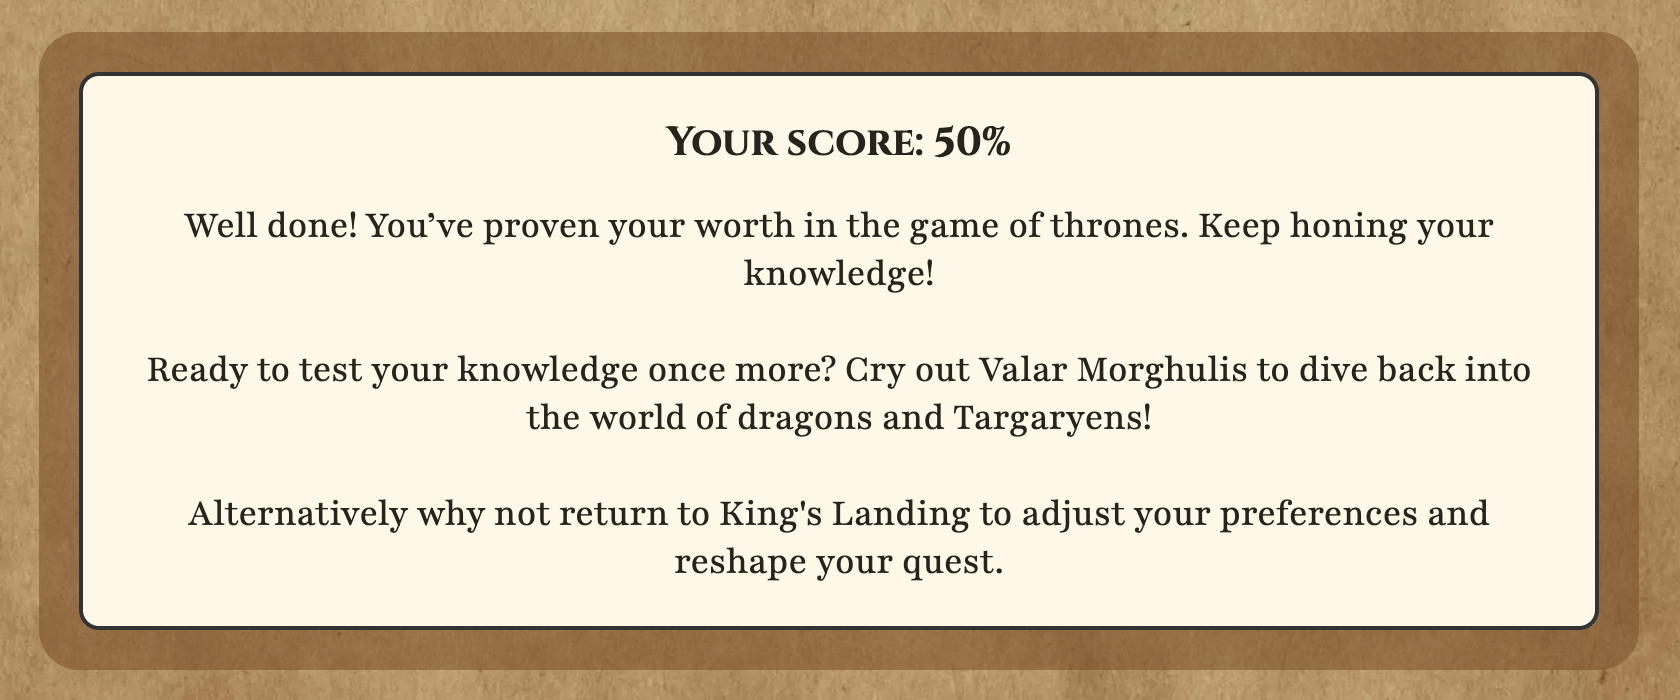 Your score: 50%
Well done! You’ve proven your worth in the game of thrones. Keep honing your
knowledge!
Ready to test your knowledge once more? Cry out Valar Morghulis to dive back into
the world of dragons and Targaryens!
Alternatively why not return to King's Landing to adjust your preferences and
reshape your quest.